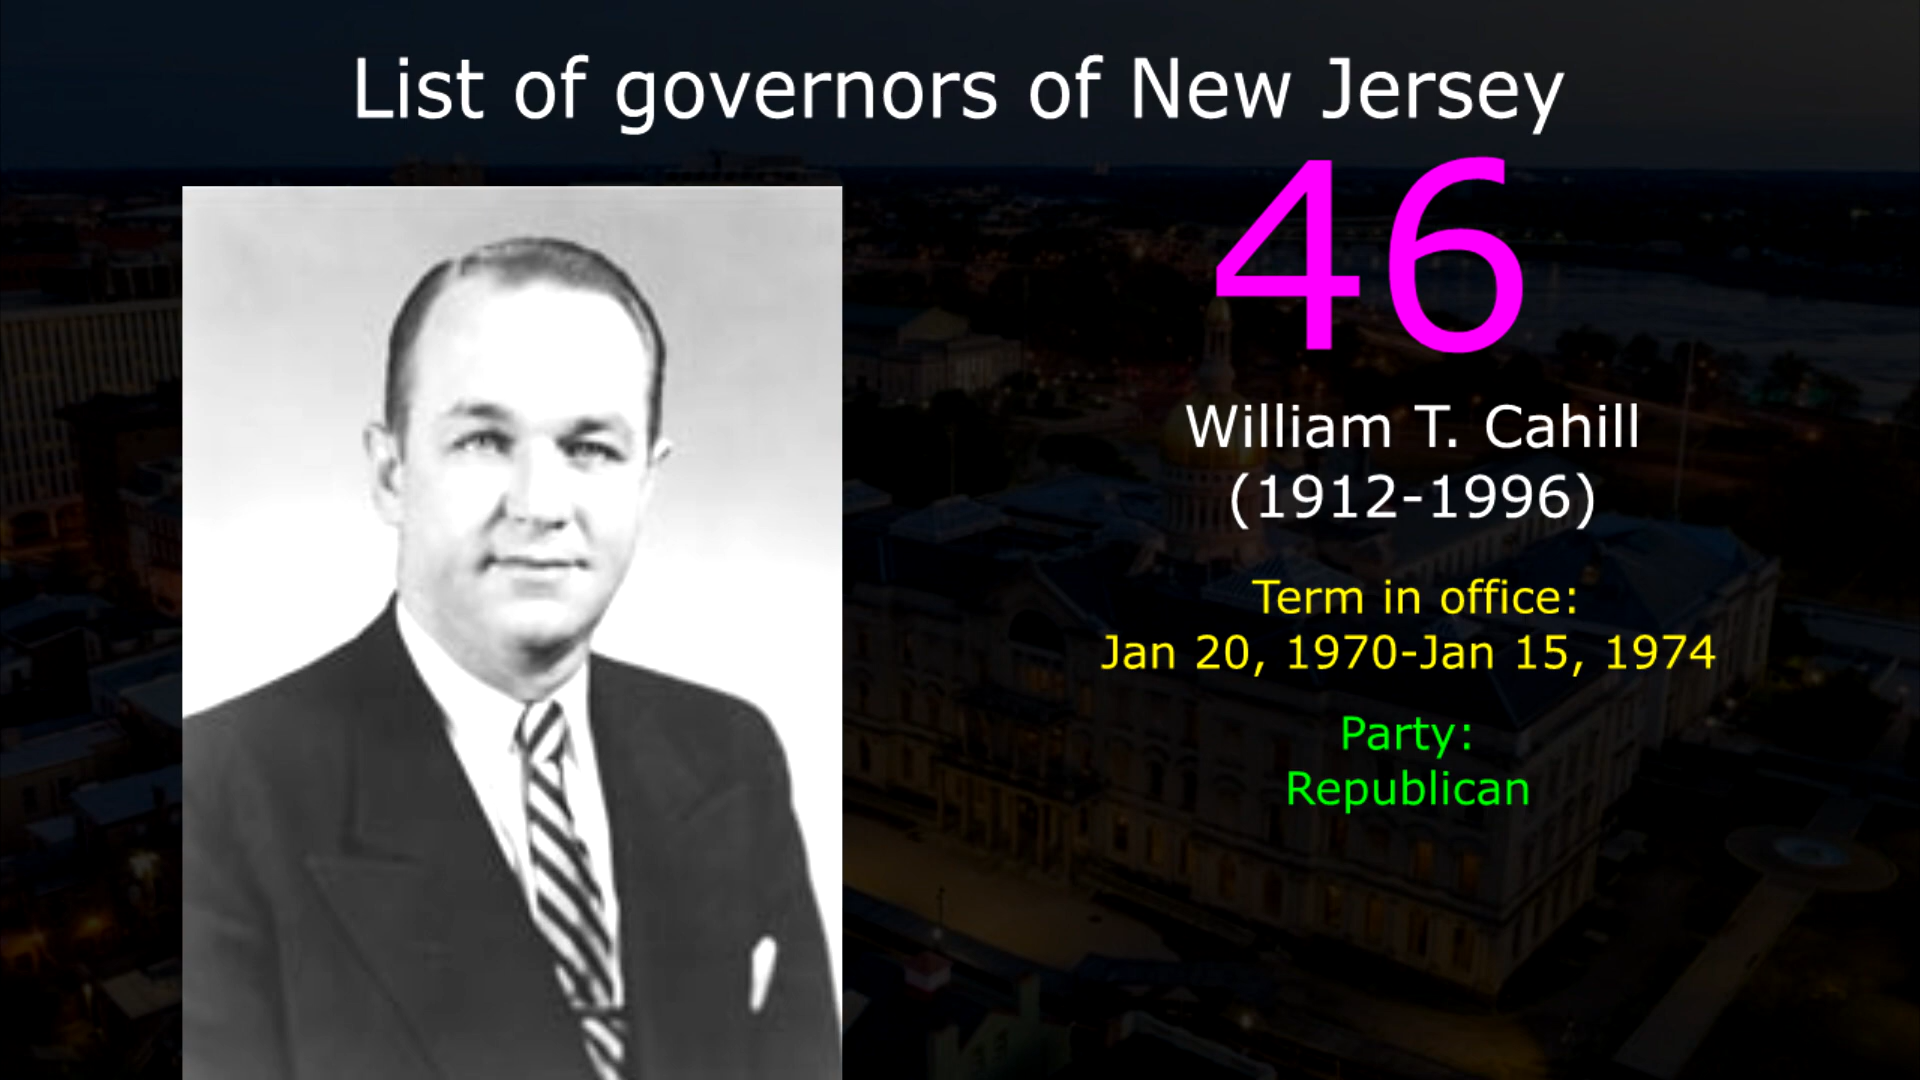 List of governors of New Jersey
46
William T. Cahill
(1912-1996)
Term in office:
Jan 20, 1970-Jan 15, 1974
Party:
Republican